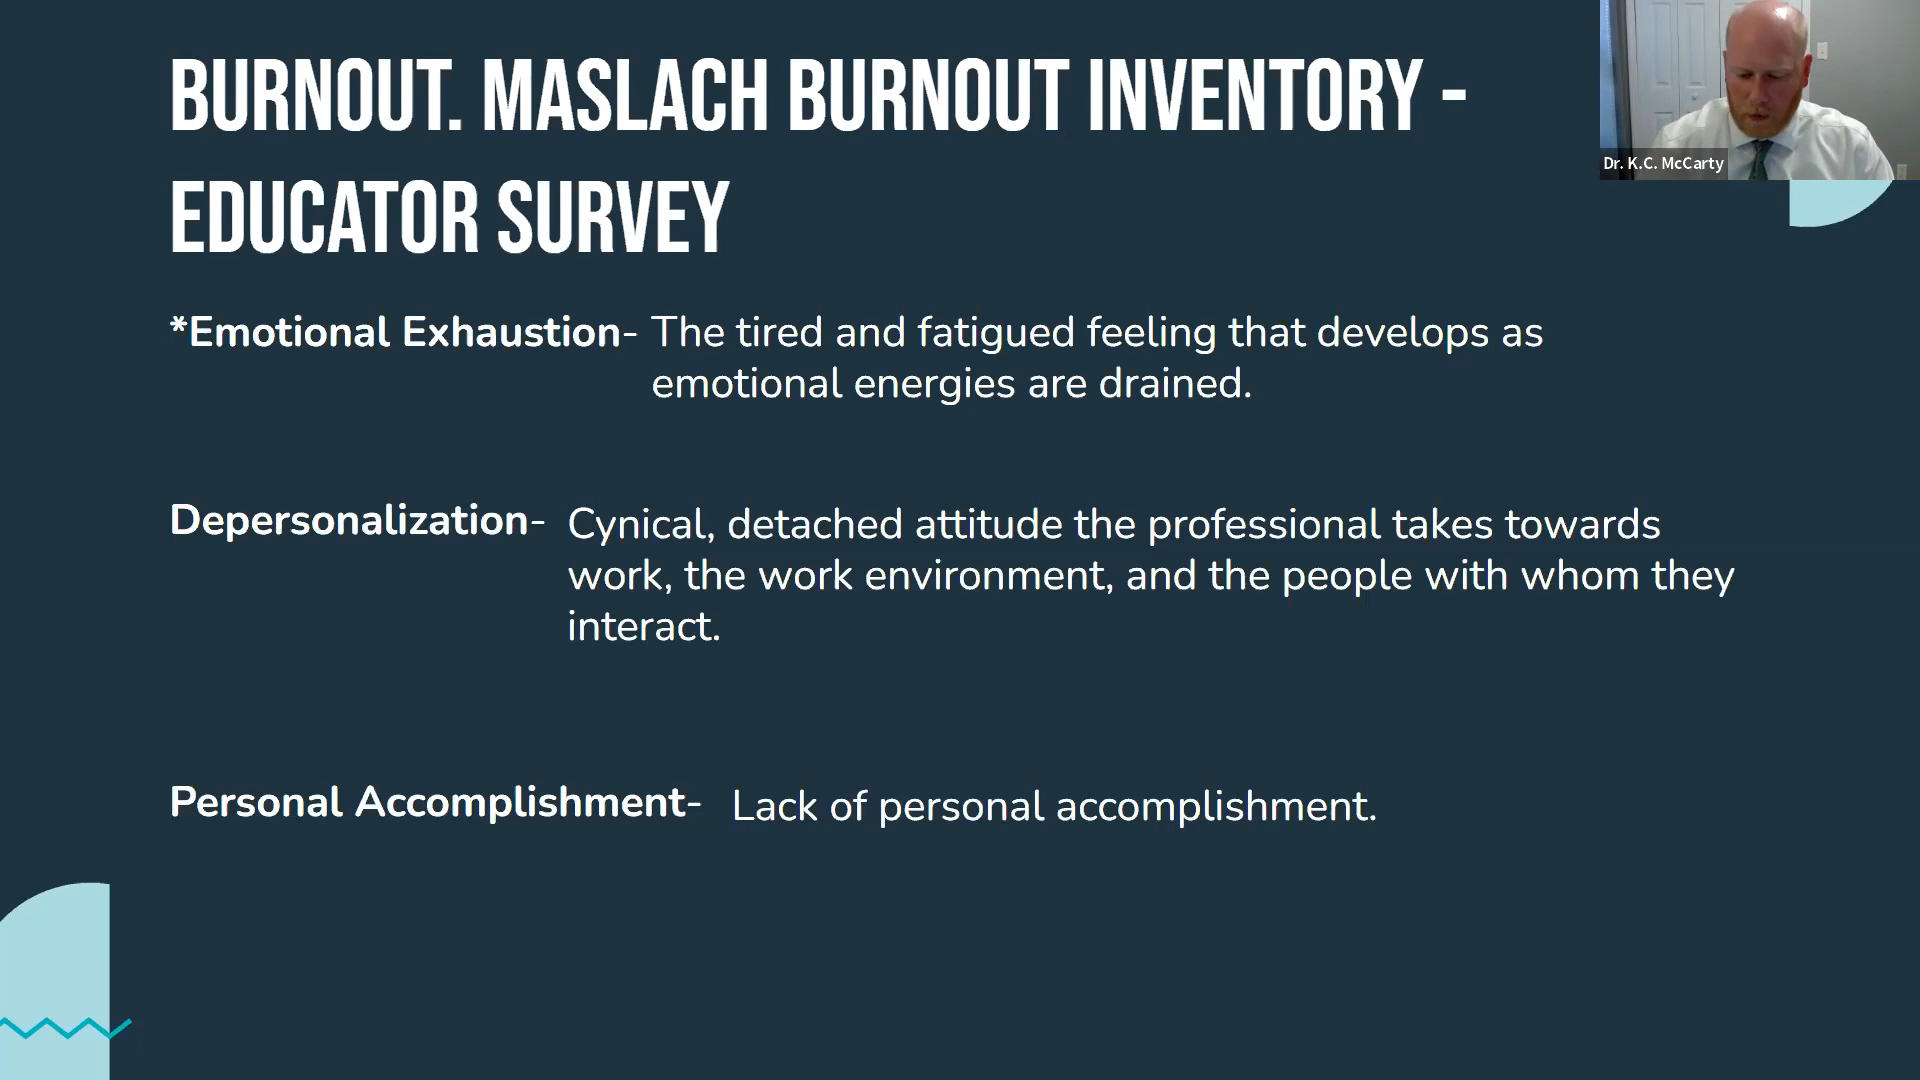 BURNOUT. MASLACH BURNOUT INVENTORY -
EDUCATOR SURVEY
Dr. K.C. McCarty
*Emotional Exhaustion- The tired and fatigued feeling that develops as
emotional energies are drained.
Depersonalization- Cynical, detached attitude the professional takes towards
work, the work environment, and the people with whom they
interact.
Personal Accomplishment- Lack of personal accomplishment.